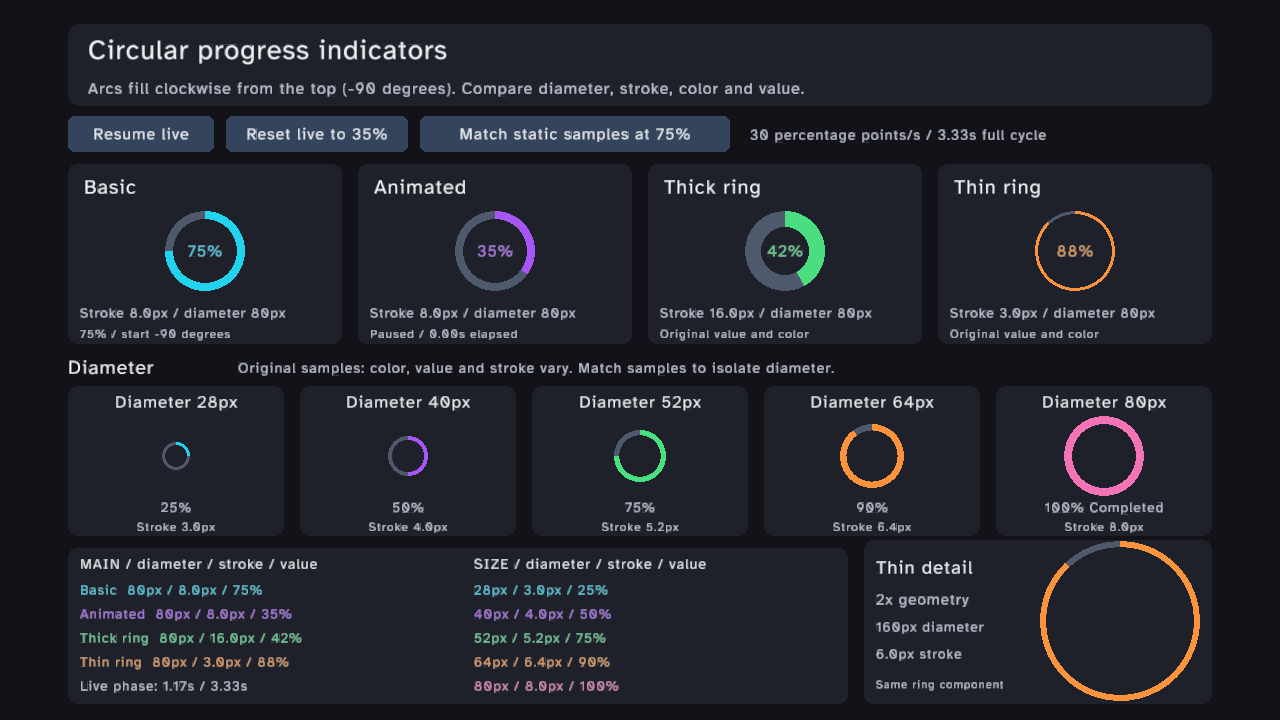 Circular progress indicators
Arcs fill clockwise from the top (-90 degrees). Compare diameter, stroke, color and value.
Resume live
Reset live to 35%
Match static samples at 75%
30 percentage points/s / 3.33s full cycle
Basic
75%
Stroke 8.0px / diameter 80px
75% / start -90 degrees
Animated
35%
Stroke 8.0px / diameter 80px
Paused / 0.00s elapsed
Thick ring
42%
Stroke 16.0px / diameter 80px
Original value and color
Thin ring
88%
Stroke 3.0px / diameter 80px
Original value and color
Diameter
Original samples: color, value and stroke vary. Match samples to isolate diameter.
Diameter 28px
25%
Stroke 3.0px
Diameter 40px
50%
Stroke 4.0px
Diameter 52px
75%
Stroke 5.2px
Diameter 64px
90%
Stroke 6.4px
Diameter 80px
100% Completed
Stroke 8.0px
MAIN / diameter / stroke / value
Basic 80px / 8.0px / 75%
Animated 80px / 8.0px / 35%
Thick ring 80px / 16.0px / 42%
Thin ring 80px / 3.0px / 88%
Live phase: 1.17s / 3.33s
SIZE / diameter / stroke / value
28px / 3.0px / 25%
40px / 4.0px / 50%
52px / 5.2px / 75%
64px / 6.4px / 90%
80px / 8.0px / 100%
Thin detail
2x geometry
160px diameter
6.0px stroke
Same ring component